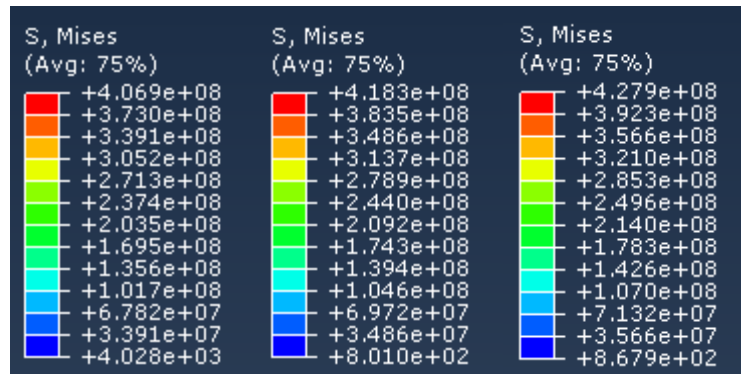 S, Mises
(Avg: 75%)
+4.069e+08
+3.730e+08
+3.391e+08
+3.052e+08
+2.713e+08
+2.374e+08
+2.035e+08
+1.695e+08
+1.356e+08
+1.017e+08
+6.782e+07
+3.391e+07
+4.028e+03
S, Mises
(Avg: 75%)
+4.183e+08
+3.835e+08
+3.486e+08
+3.137e+08
+2.789e+08
+2.440e+08
+2.092e+08
+1.743e+08
+1.394e+08
+1.046e+08
+6.972e+07
+3.486e+07
+8.010e+02
S, Mises
(Avg: 75%)
+4.279e+08
+3.923e+08
+3.566e+08
+3.210e+08
+2.853e+08
+2.496e+08
+2.140e+08
+1.783e+08
+1.426e+08
+1.070e+08
+7.132e+07
+3.566e+07
+8.679e+02